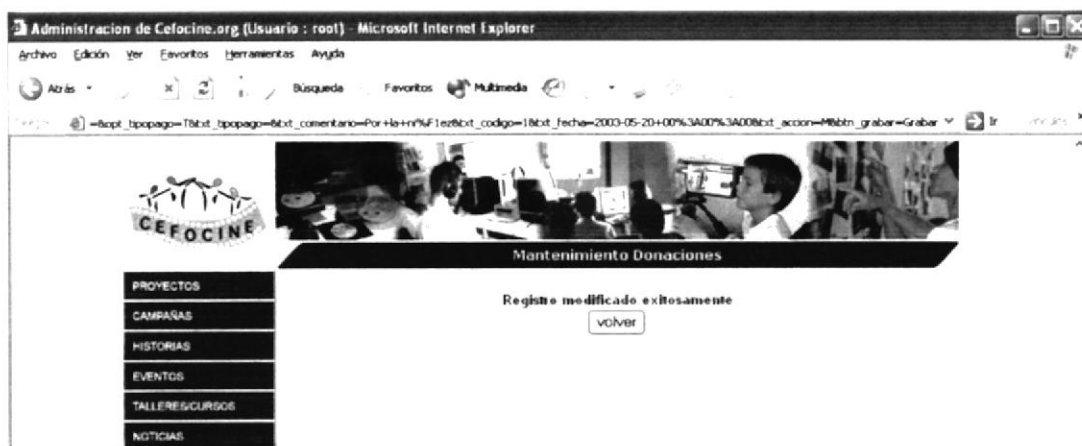 Administracion de Cefocine.org (Usuario : root) - Microsoft Internet Explorer
Archivo Edición Ver Favoritos Herramientas Ayuda
Atrás Búsqueda Favoritos Multimedia
=&opt_tipopago=T&txt_tipopago=&txt_comentario=Por+la+ni%F1ez&txt_codigo=1&txt_fecha=2003-05-20+00%3A00%3A00&txt_accion=M&btn_grabar=Grabar Ir
CEFOCINE
Mantenimiento Donaciones
PROYECTOS
CAMPAÑAS
HISTORIAS
EVENTOS
TALLERES/CURSOS
NOTICIAS
Registro modificado exitosamente
volver